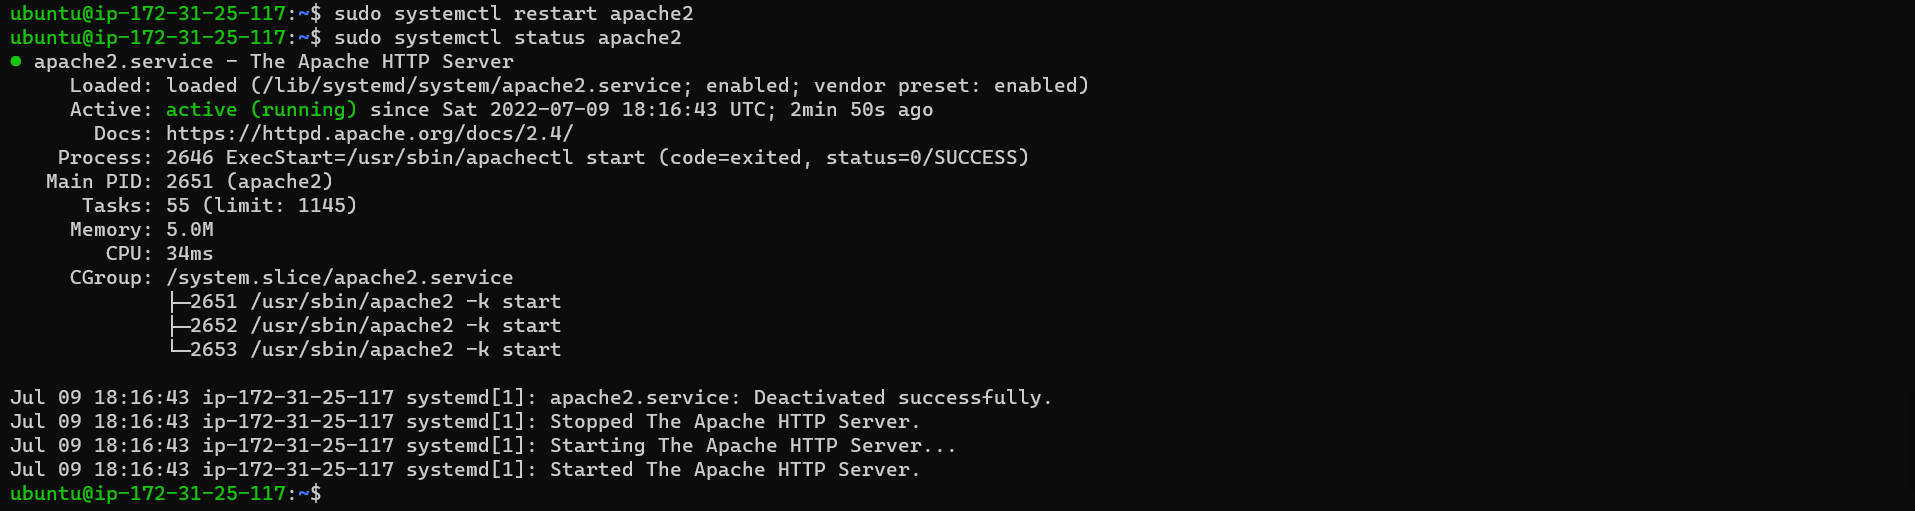 ubuntu@ip-172-31-25-117:~$ sudo systemctl restart apache2
ubuntu@ip-172-31-25-117:~$ sudo systemctl status apache2
● apache2.service - The Apache HTTP Server
     Loaded: loaded (/lib/systemd/system/apache2.service; enabled; vendor preset: enabled)
     Active: active (running) since Sat 2022-07-09 18:16:43 UTC; 2min 50s ago
       Docs: https://httpd.apache.org/docs/2.4/
    Process: 2646 ExecStart=/usr/sbin/apachectl start (code=exited, status=0/SUCCESS)
   Main PID: 2651 (apache2)
      Tasks: 55 (limit: 1145)
     Memory: 5.0M
        CPU: 34ms
     CGroup: /system.slice/apache2.service
             ├─2651 /usr/sbin/apache2 -k start
             ├─2652 /usr/sbin/apache2 -k start
             └─2653 /usr/sbin/apache2 -k start

Jul 09 18:16:43 ip-172-31-25-117 systemd[1]: apache2.service: Deactivated successfully.
Jul 09 18:16:43 ip-172-31-25-117 systemd[1]: Stopped The Apache HTTP Server.
Jul 09 18:16:43 ip-172-31-25-117 systemd[1]: Starting The Apache HTTP Server...
Jul 09 18:16:43 ip-172-31-25-117 systemd[1]: Started The Apache HTTP Server.
ubuntu@ip-172-31-25-117:~$